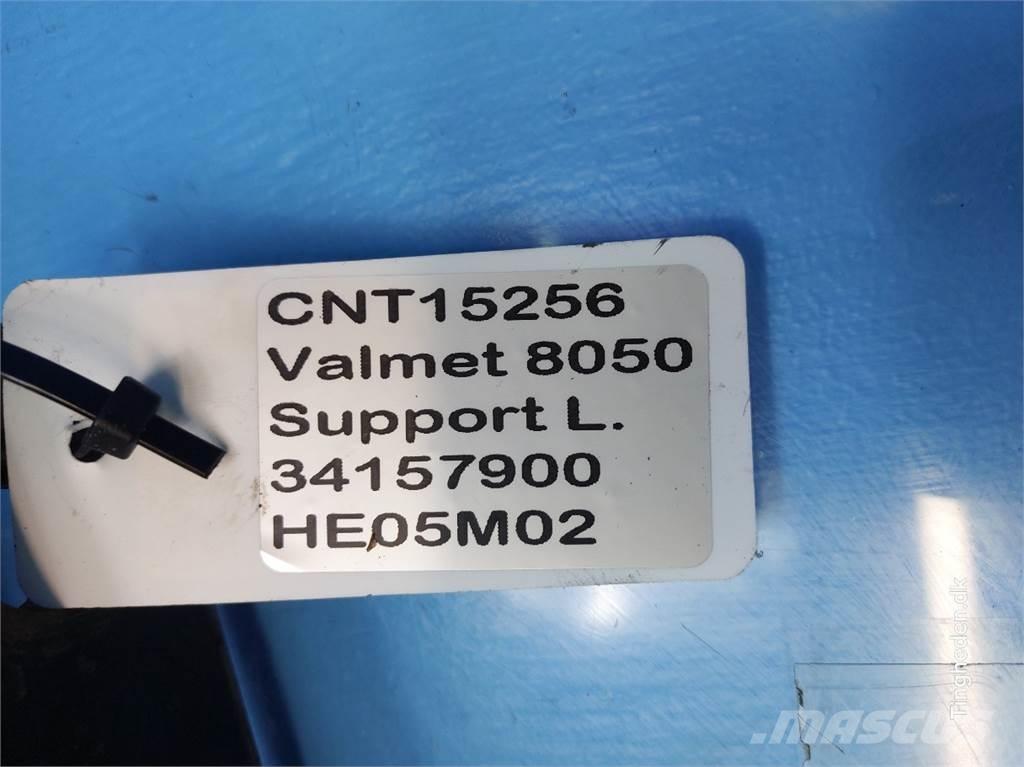 CNT15256
Valmet 8050
Support L.
34157900
HE05M02
Tingheden.dk
MASCUS